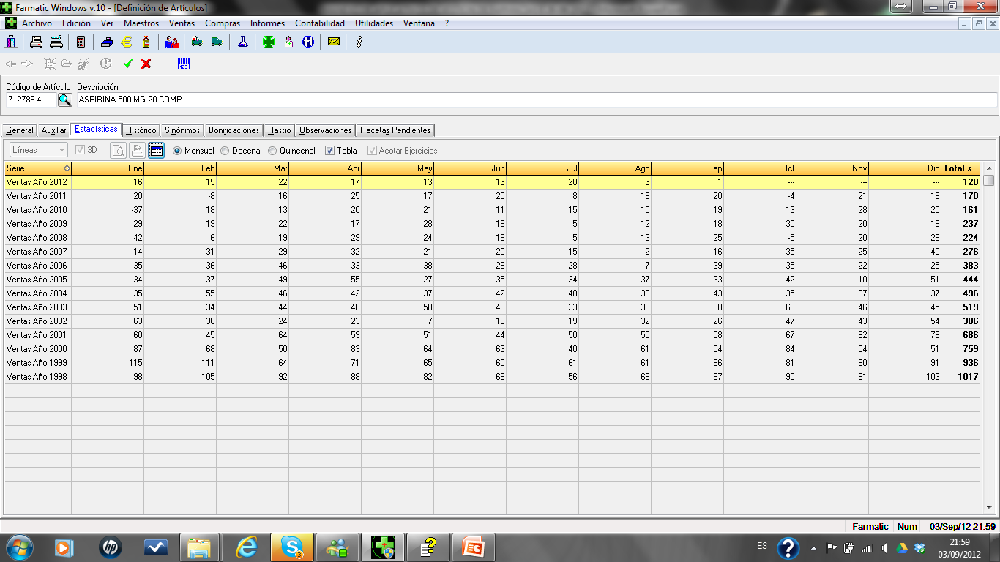 Farmatic Windows v.10 - [Definición de Artículos]
Archivo Edición Ver Maestros Ventas Compras Informes Contabilidad Utilidades Ventana ?
123
Código de Artículo Descripción
712786.4 ASPIRINA 500 MG 20 COMP
General Auxiliar Estadísticas Histórico Sinónimos Bonificaciones Rastro Observaciones Recetas Pendientes
Líneas 3D Mensual Decenal Quincenal Tabla Acotar Ejercicios
Serie Ene Feb Mar Abr May Jun Jul Ago Sep Oct Nov Dic Total s...
Ventas Año:2012 16 15 22 17 13 13 20 3 1 --- --- --- 120
Ventas Año:2011 20 -8 16 25 17 20 8 16 20 -4 21 19 170
Ventas Año:2010 -37 18 13 20 21 11 15 15 19 13 28 25 161
Ventas Año:2009 29 19 22 17 28 18 5 12 18 30 20 19 237
Ventas Año:2008 42 6 19 29 24 18 5 13 25 -5 20 28 224
Ventas Año:2007 14 31 29 32 21 20 15 -2 16 35 25 40 276
Ventas Año:2006 35 36 46 33 38 29 28 17 39 35 22 25 383
Ventas Año:2005 34 37 49 55 27 35 34 37 33 42 10 51 444
Ventas Año:2004 35 55 46 42 37 42 48 39 43 35 37 37 496
Ventas Año:2003 51 34 44 48 50 40 33 38 30 60 46 45 519
Ventas Año:2002 63 30 24 23 7 18 19 32 26 47 43 54 386
Ventas Año:2001 60 45 64 59 51 44 50 50 58 67 62 76 686
Ventas Año:2000 87 68 50 83 64 63 40 61 54 84 54 51 759
Ventas Año:1999 115 111 64 71 65 60 61 61 66 81 90 91 936
Ventas Año:1998 98 105 92 88 82 69 56 66 87 90 81 103 1017
Farmatic Num 03/Sep/12 21:59
ES 21:59
03/09/2012